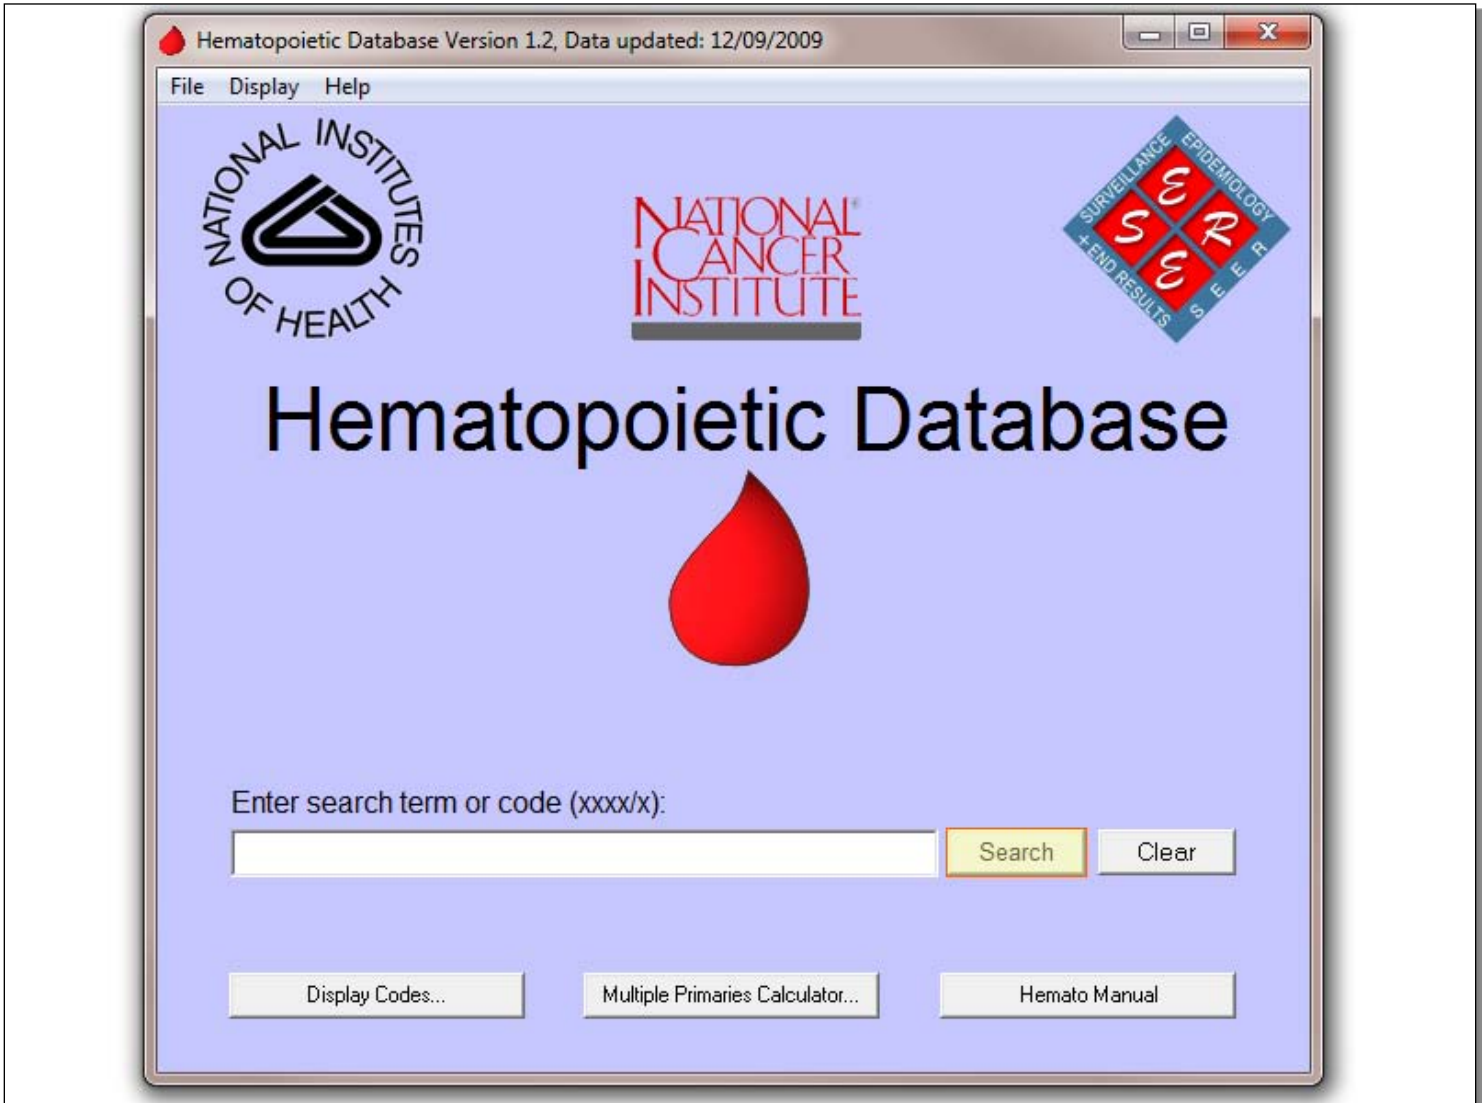 Hematopoietic Database Version 1.2, Data updated: 12/09/2009
File Display Help
NATIONAL INSTITUTES OF HEALTH
NATIONAL
CANCER
INSTITUTE
SURVEILLANCE EPIDEMIOLOGY + END RESULTS SEER
S E R E
Hematopoietic Database
Enter search term or code (xxxx/x):
Search Clear
Display Codes... Multiple Primaries Calculator... Hemato Manual